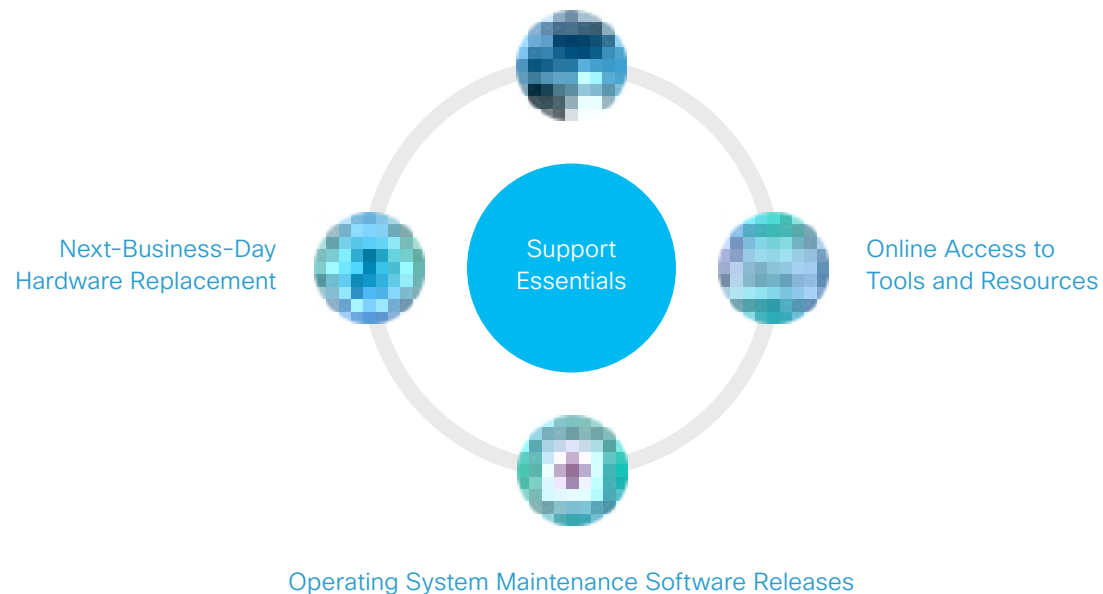 Next-Business-Day
Hardware Replacement
Support
Essentials
Online Access to
Tools and Resources
Operating System Maintenance Software Releases